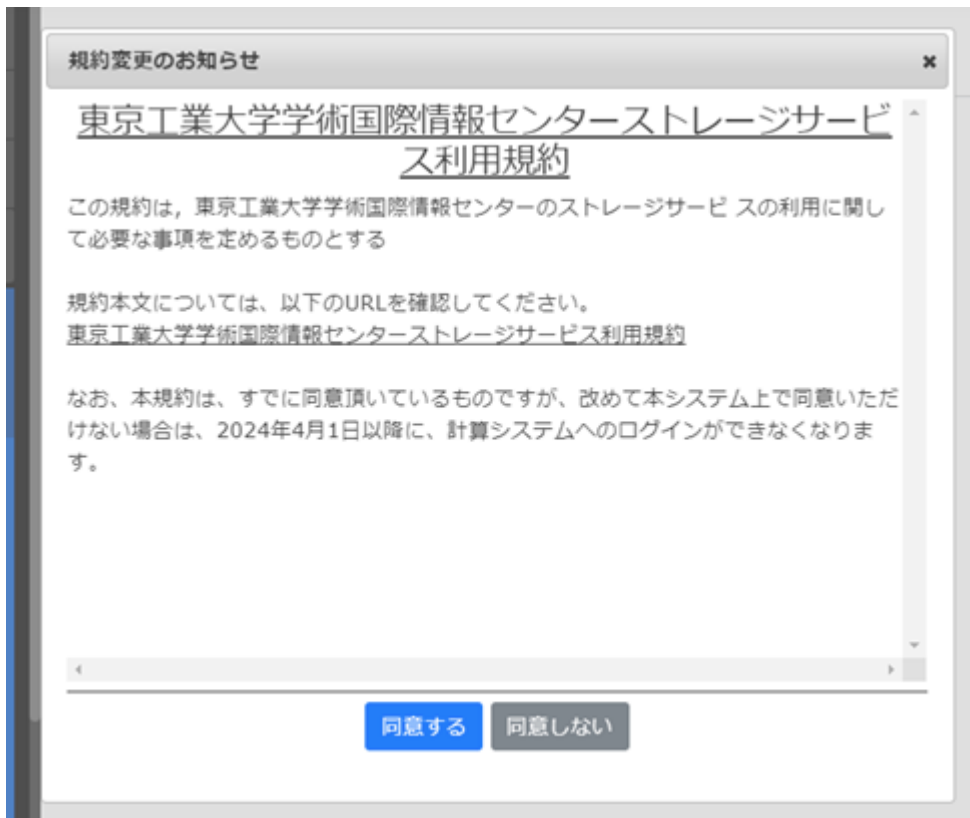 規約変更のお知らせ
東京工業大学学術国際情報センターストレージサービ
ス利用規約
この規約は，東京工業大学学術国際情報センターのストレージサービ スの利用に関し
て必要な事項を定めるものとする
規約本文については、以下のURLを確認してください。
東京工業大学学術国際情報センターストレージサービス利用規約
なお、本規約は、すでに同意頂いているものですが、改めて本システム上で同意いただ
けない場合は、2024年4月1日以降に、計算システムへのログインができなくなりま
す。
同意する 同意しない